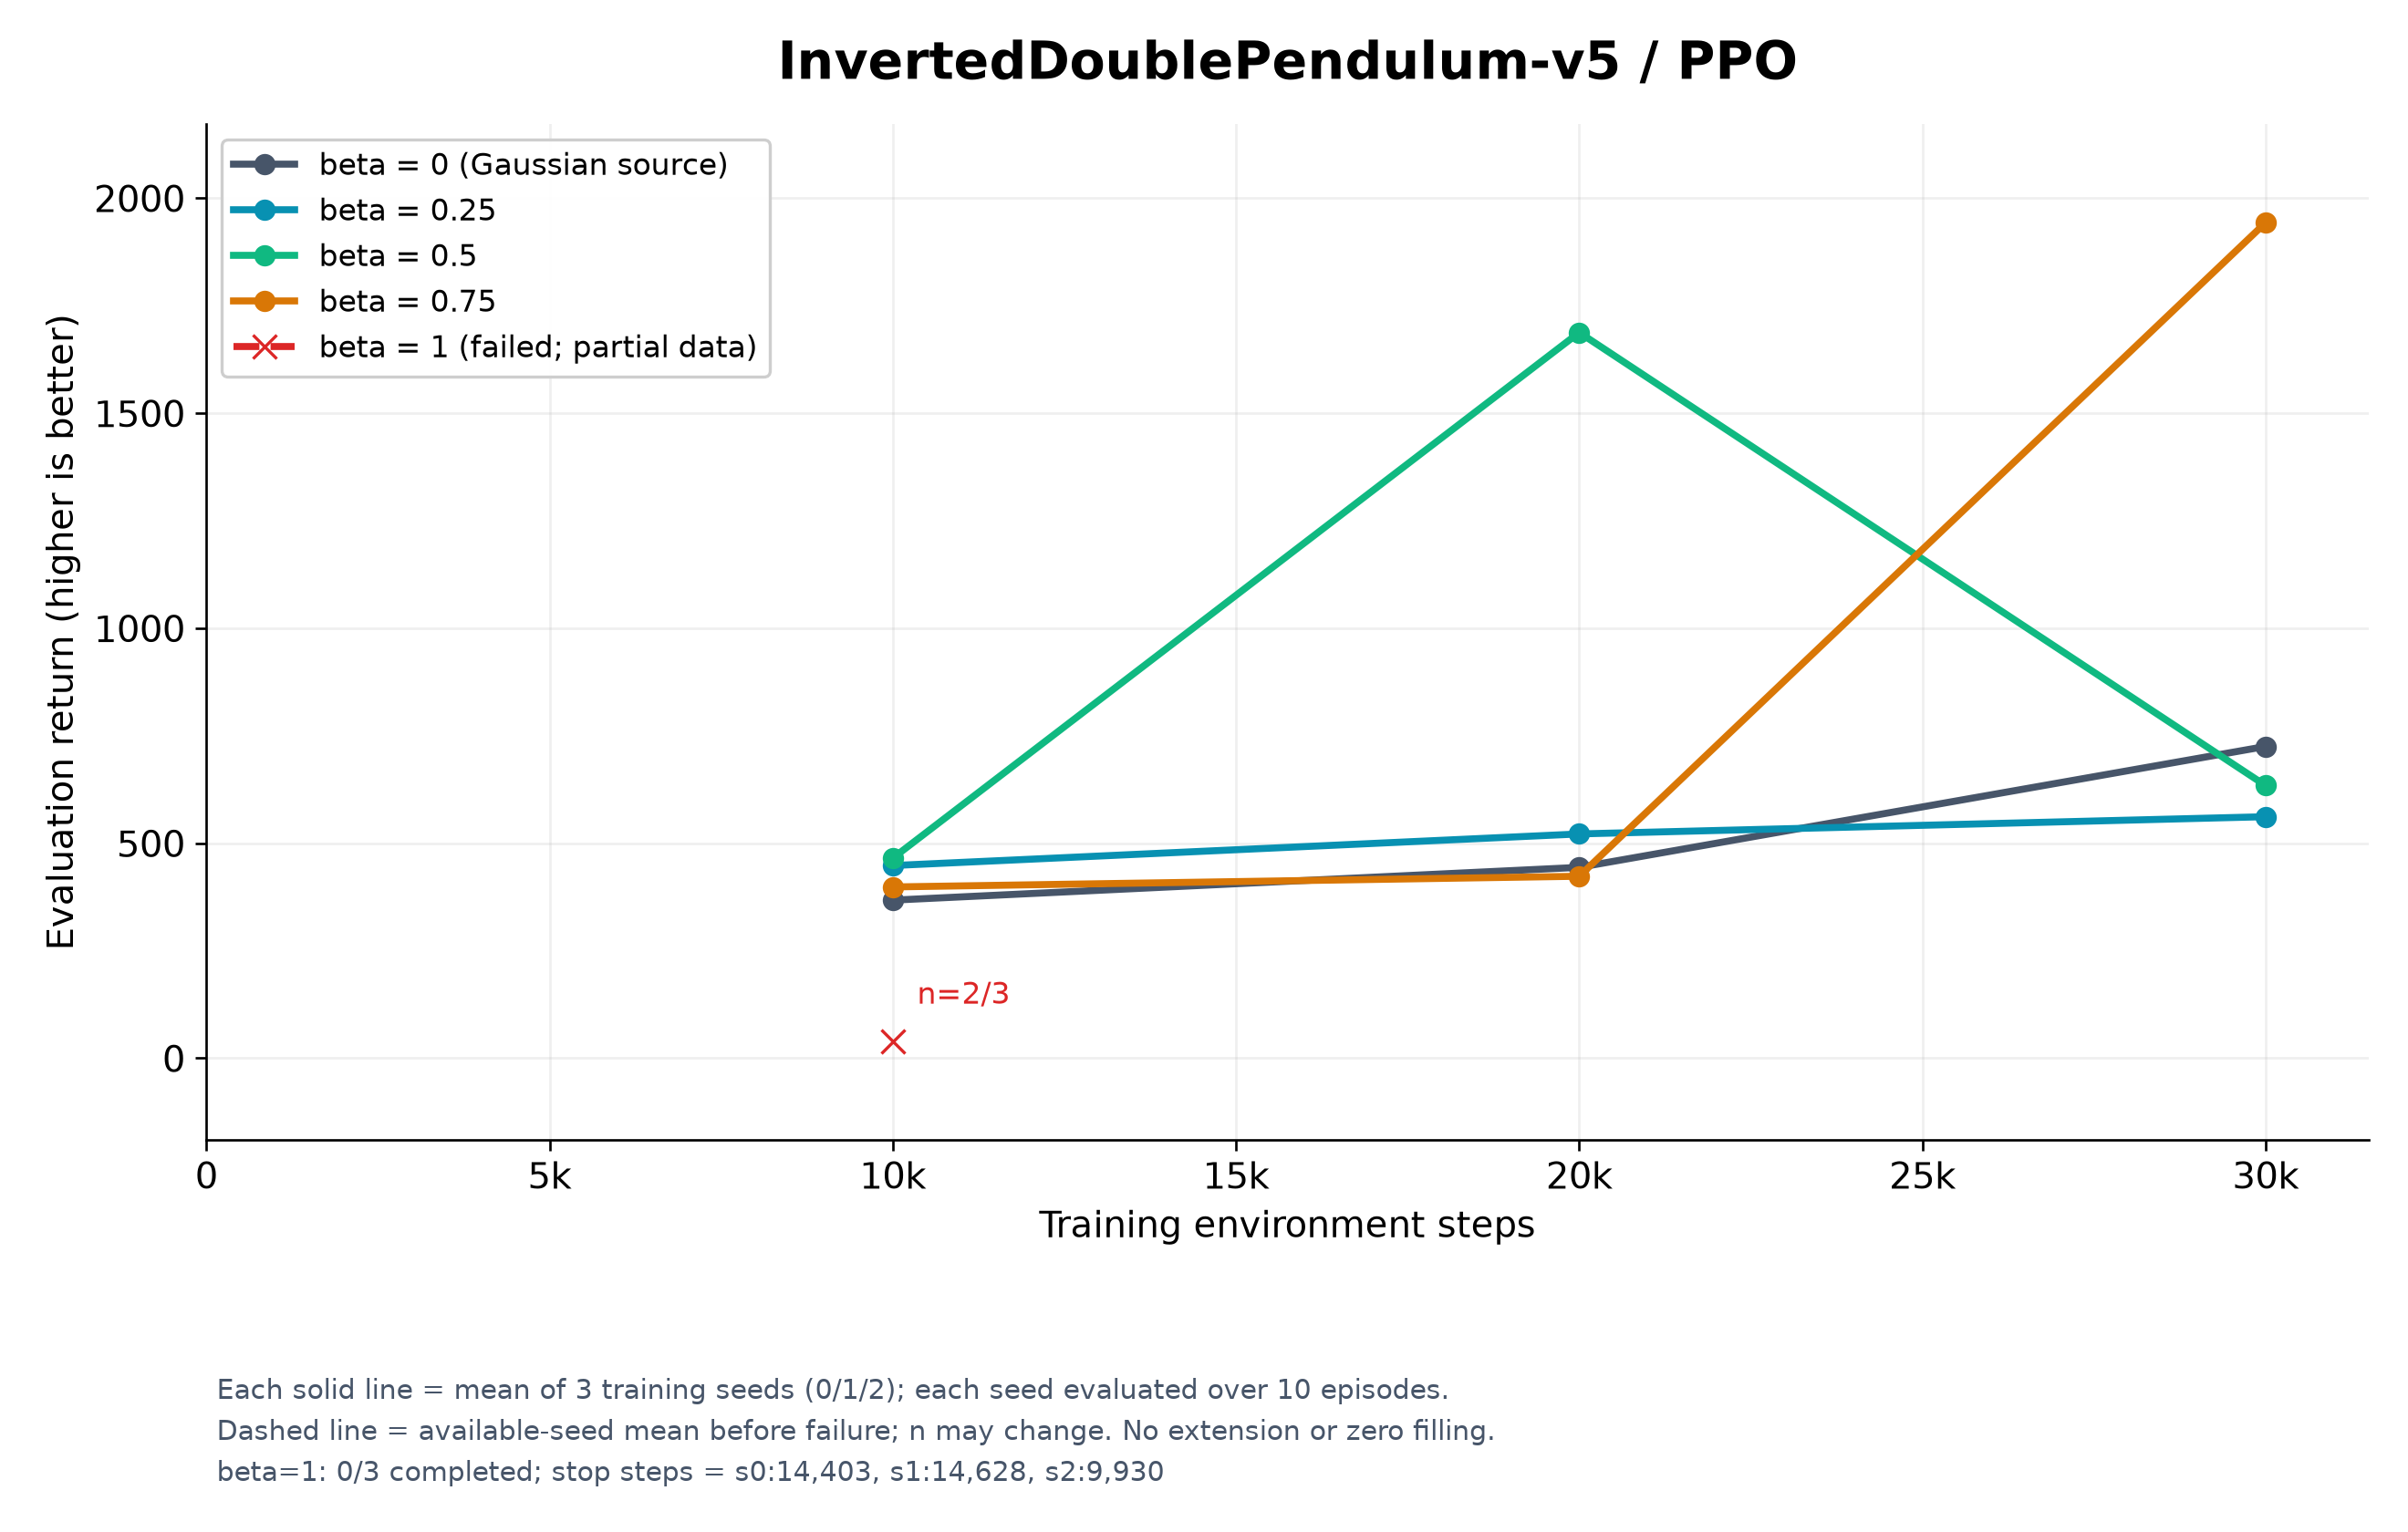 InvertedDoublePendulum-v5 / PPO
beta = 0 (Gaussian source)
beta = 0.25
beta = 0.5
beta = 0.75
beta = 1 (failed; partial data)
Evaluation return (higher is better)
2000
1500
1000
500
0
n=2/3
0
5k
10k
15k
20k
25k
30k
Training environment steps
Each solid line = mean of 3 training seeds (0/1/2); each seed evaluated over 10 episodes.
Dashed line = available-seed mean before failure; n may change. No extension or zero filling.
beta=1: 0/3 completed; stop steps = s0:14,403, s1:14,628, s2:9,930